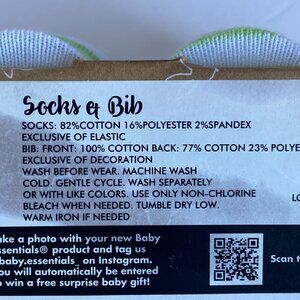 Socks & Bib
SOCKS: 82%COTTON 16%POLYESTER 2%SPANDEX
EXCLUSIVE OF ELASTIC
BIB: FRONT: 100% COTTON BACK: 77% COTTON 23% POLYE
EXCLUSIVE OF DECORATION
WASH BEFORE WEAR. MACHINE WASH
COLD. GENTLE CYCLE. WASH SEPARATELY
OR WITH LIKE COLORS. USE ONLY NON-CHLORINE
BLEACH WHEN NEEDED. TUMBLE DRY LOW.
WARM IRON IF NEEDED
LO
ake a photo with your new Baby
ssentials® product and tag us
baby.essentials_ on Instagram.
ou will automatically be entered
o win a free surprise baby gift!
Scan t